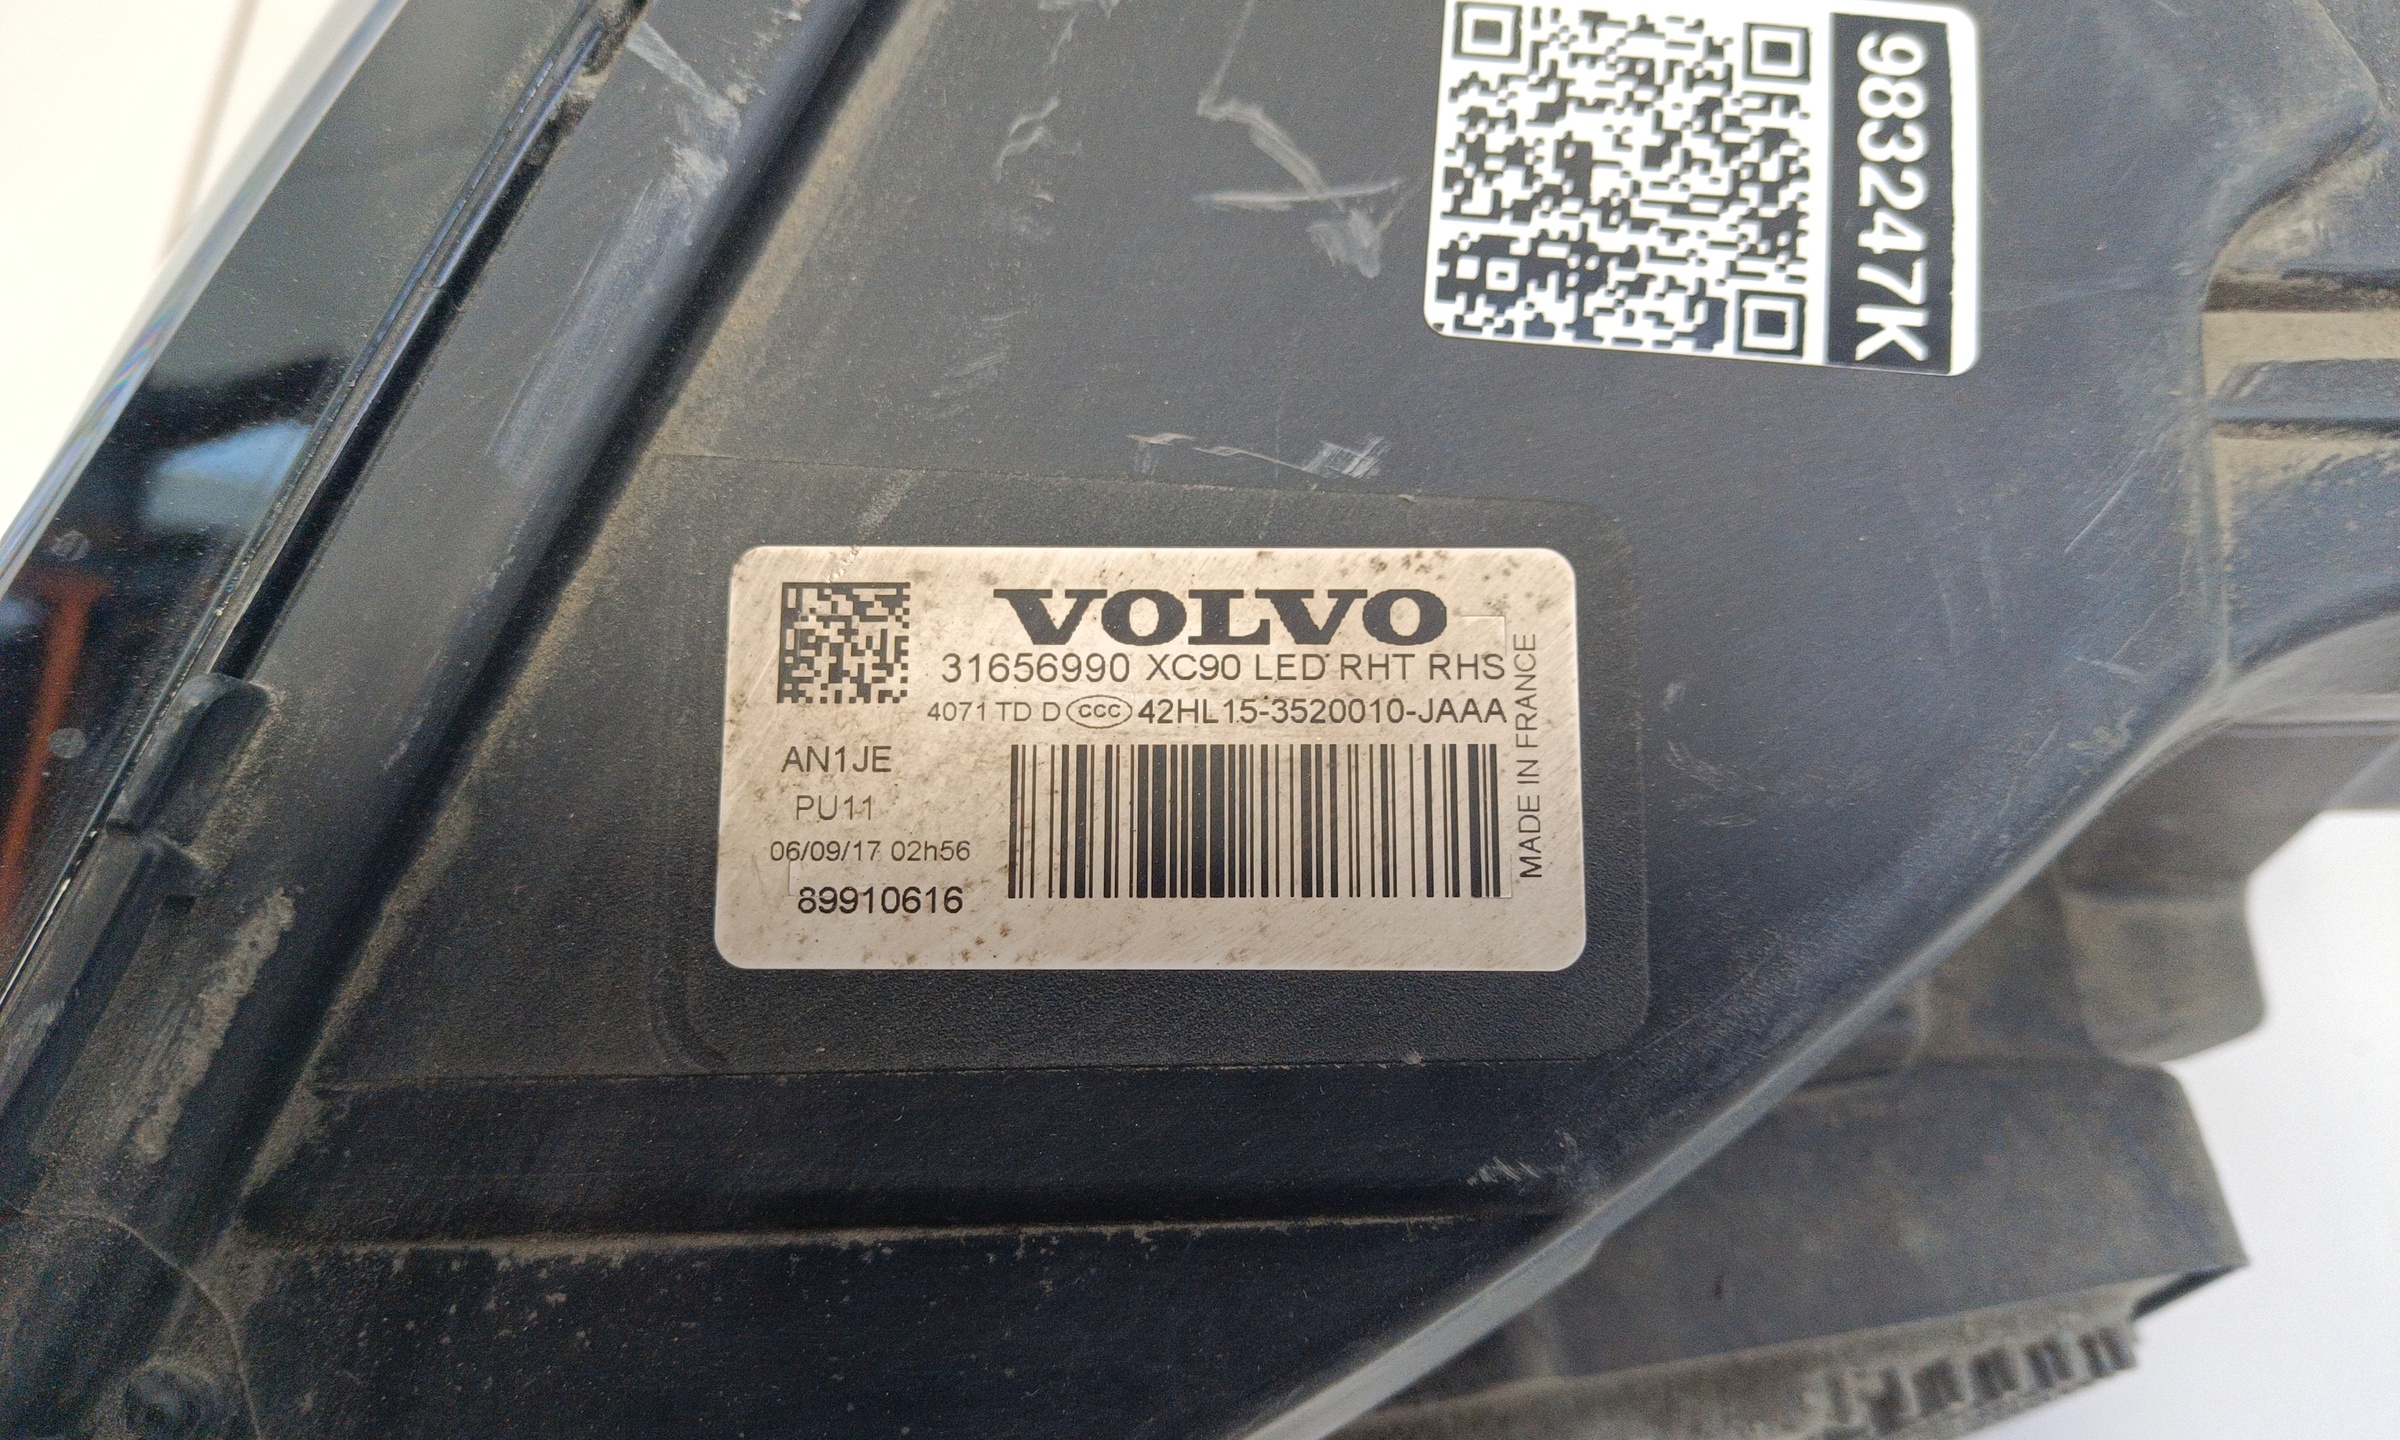 983247K
VOLVO
31656990 XC90 LED RHT RHS
4071 TD D CCC 42HL15-3520010-JAAA
AN1JE
PU11
06/09/17 02h56
89910616
MADE IN FRANCE